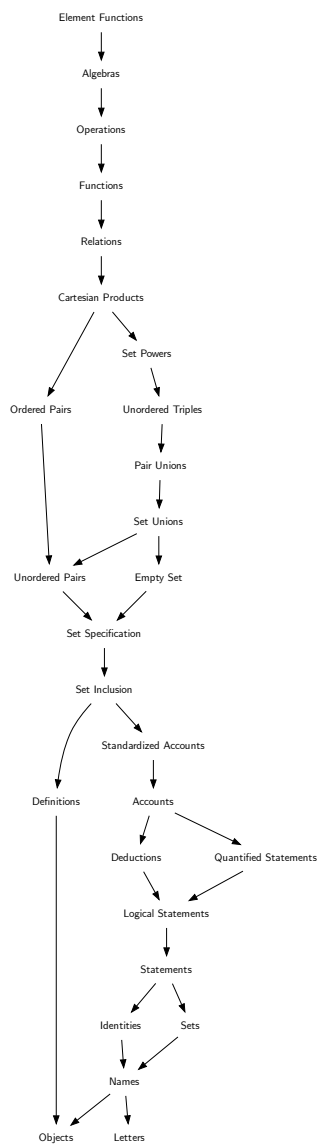 Element Functions
Algebras
Operations
Functions
Relations
Cartesian Products
Set Powers
Ordered Pairs
Unordered Triples
Pair Unions
Set Unions
Unordered Pairs
Empty Set
Set Specification
Set Inclusion
Standardized Accounts
Definitions
Accounts
Deductions
Quantified Statements
Logical Statements
Statements
Identities
Sets
Names
Objects
Letters